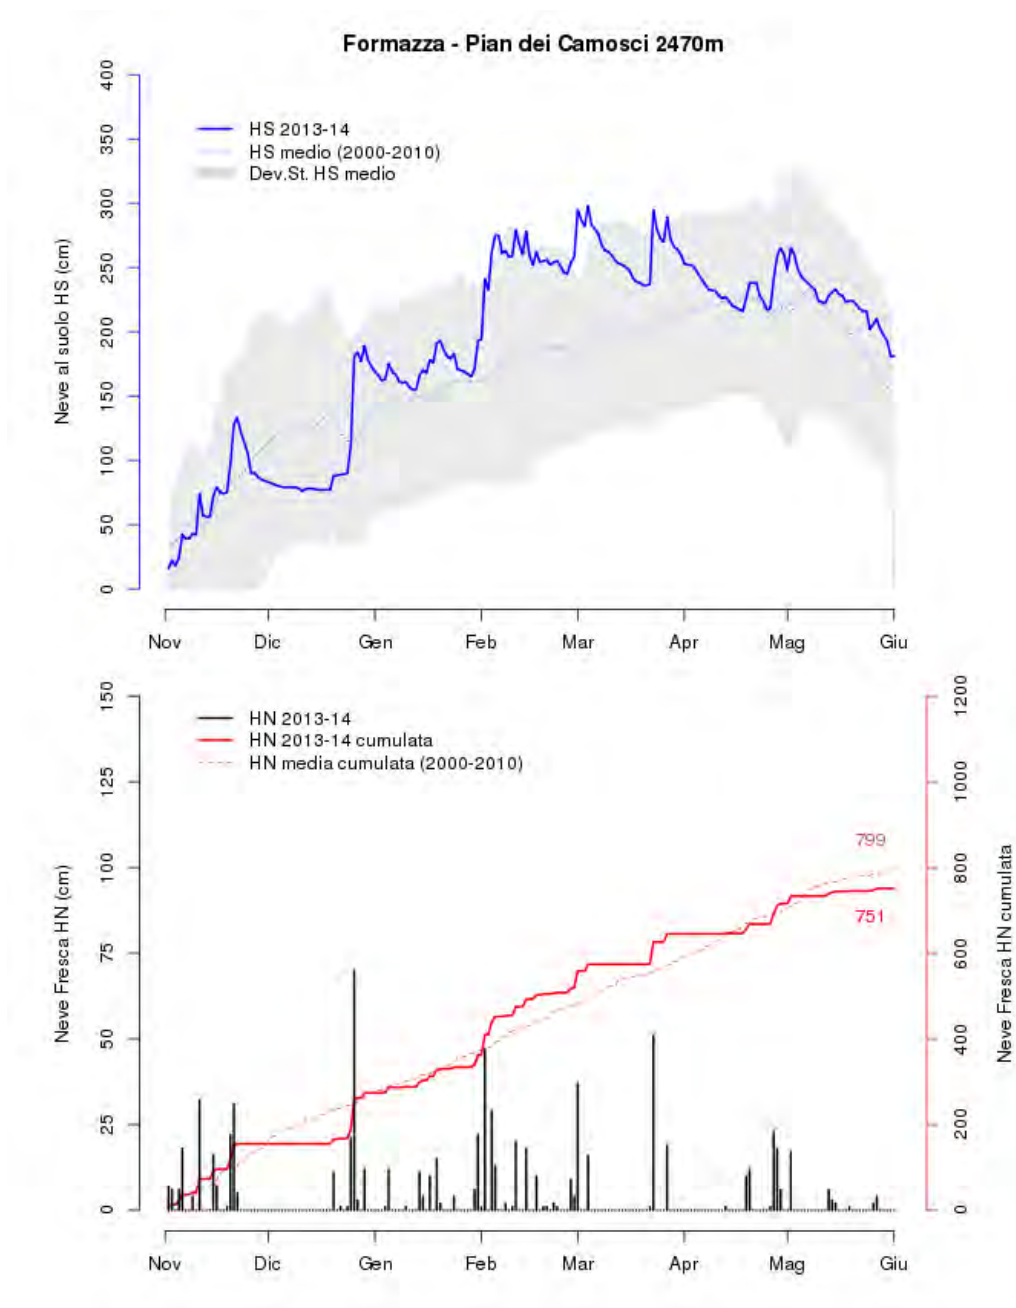 Formazza - Pian dei Camosci 2470m
400
350
300
250
200
150
100
50
0
Neve al suolo HS (cm)
HS 2013-14
HS medio (2000-2010)
Dev.St. HS medio
Nov Dic Gen Feb Mar Apr Mag Giu
150
125
100
75
50
25
0
Neve Fresca HN (cm)
HN 2013-14
HN 2013-14 cumulata
HN media cumulata (2000-2010)
799
751
1200
1000
800
600
400
200
0
Neve Fresca HN cumulata
Nov Dic Gen Feb Mar Apr Mag Giu